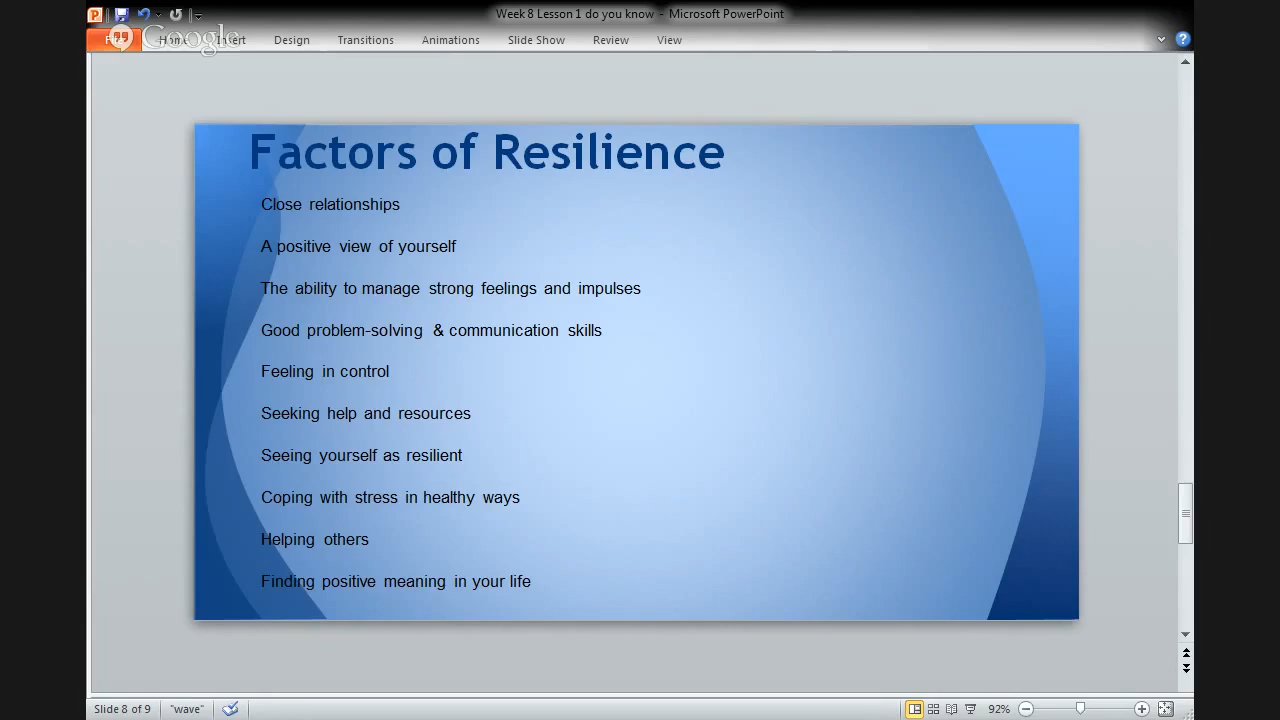 Week 8 Lesson 1 do you know - Microsoft PowerPoint
Google
Insert Design Transitions Animations Slide Show Review View
Factors of Resilience
Close relationships
A positive view of yourself
The ability to manage strong feelings and impulses
Good problem-solving & communication skills
Feeling in control
Seeking help and resources
Seeing yourself as resilient
Coping with stress in healthy ways
Helping others
Finding positive meaning in your life
Slide 8 of 9 "wave" 92%